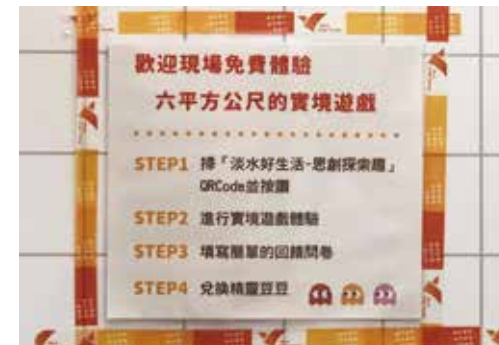 歡迎現場免費體驗
六平方公尺的實境遊戲
STEP1 掃「淡水好生活-思創探索趣」
QRCode並按讚
STEP2 進行實境遊戲體驗
STEP3 填寫簡單的回饋問卷
STEP4 兌換精靈豆豆